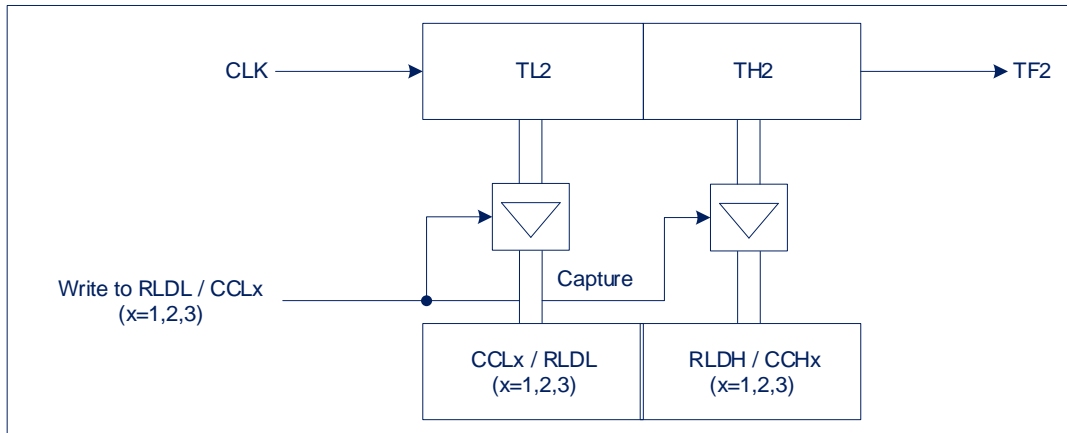 CLK
TL2
TH2
TF2
Write to RLDL / CCLx
(x=1,2,3)
Capture
CCLx / RLDL
(x=1,2,3)
RLDH / CCHx
(x=1,2,3)